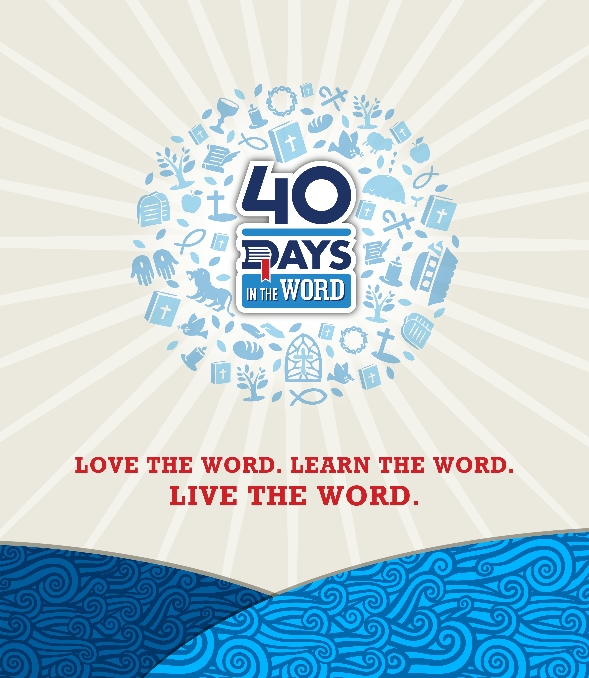 40
DAYS
IN THE WORD
LOVE THE WORD. LEARN THE WORD.
LIVE THE WORD.